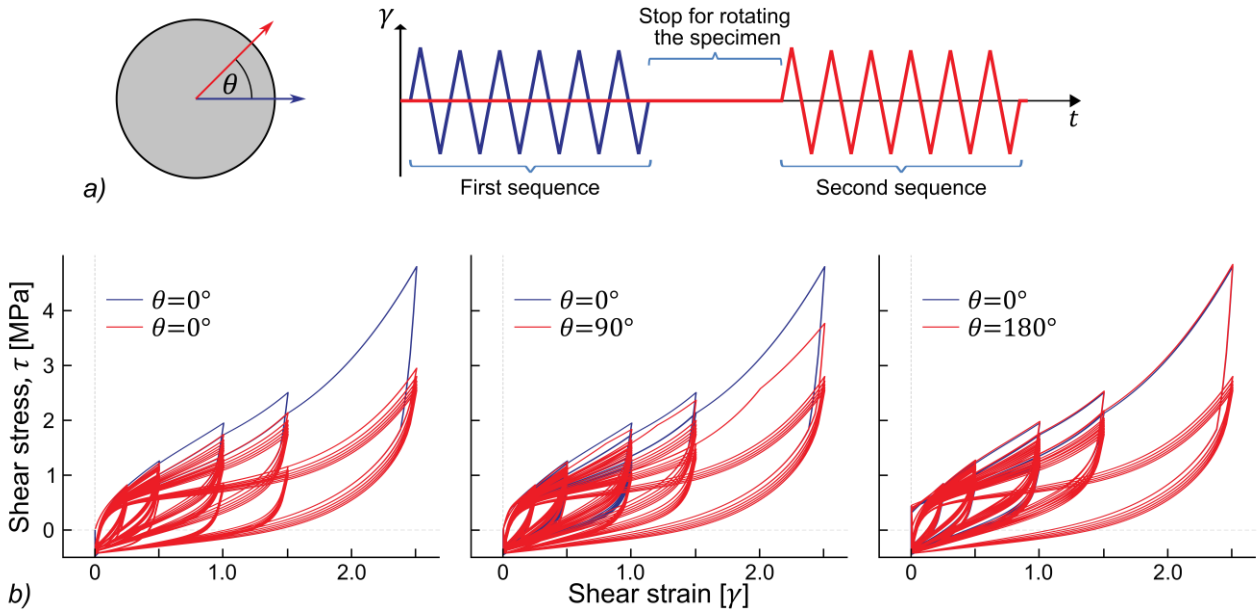 γ
Stop for rotating
the specimen
θ
t
a)
First sequence
Second sequence
Shear stress, τ [MPa]
4
3
2
1
0
θ=0°
θ=0°
θ=0°
θ=90°
θ=0°
θ=180°
0 1.0 2.0
0 1.0 2.0
0 1.0 2.0
b)
Shear strain [γ]